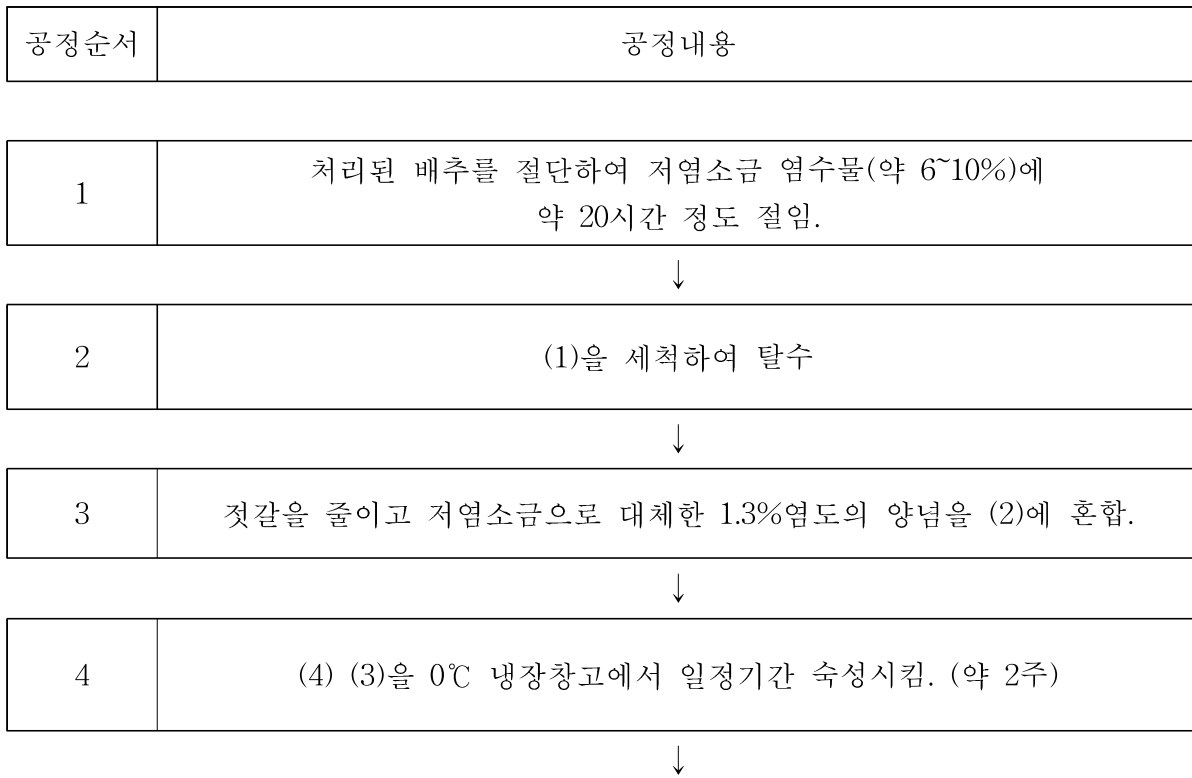 공정순서 공정내용
1 처리된 배추를 절단하여 저염소금 염수물(약 6~10%)에
약 20시간 정도 절임.
↓
2 (1)을 세척하여 탈수
↓
3 젓갈을 줄이고 저염소금으로 대체한 1.3%염도의 양념을 (2)에 혼합.
↓
4 (4) (3)을 0℃ 냉장창고에서 일정기간 숙성시킴. (약 2주)
↓